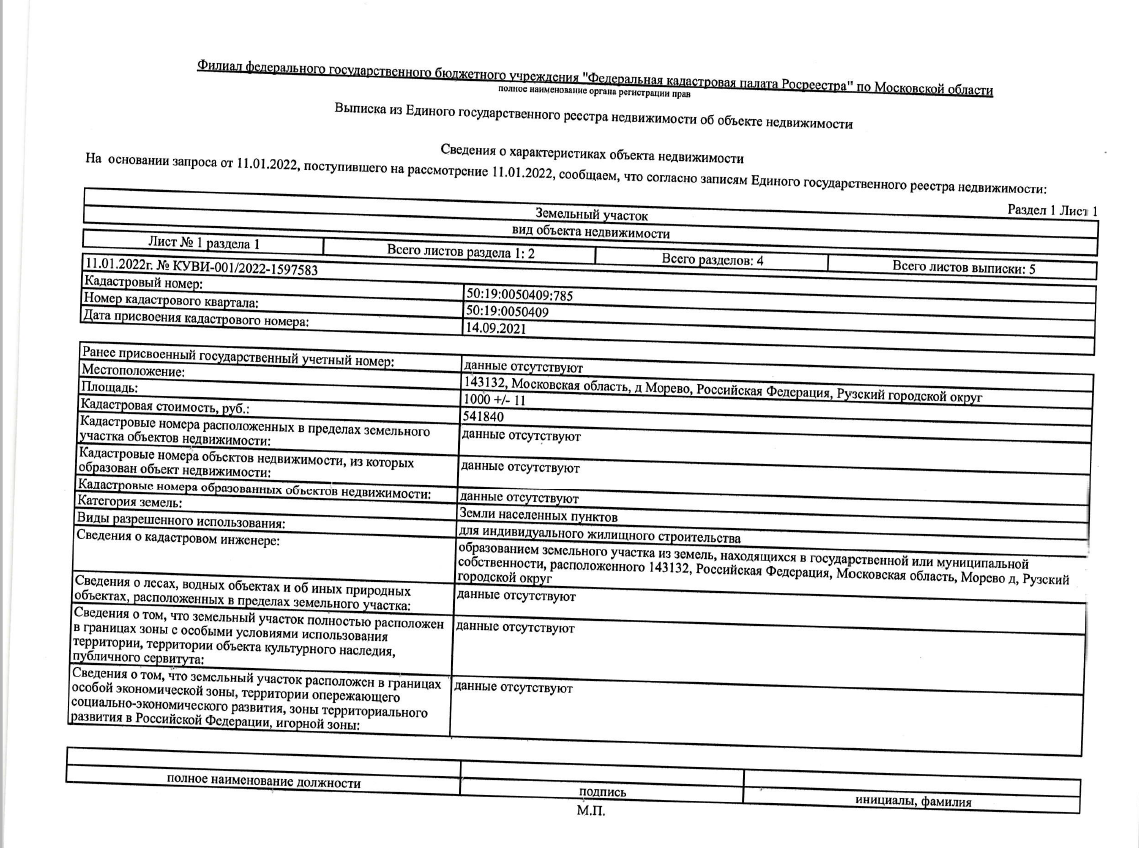 Филиал федерального государственного бюджетного учреждения "Федеральная кадастровая палата Росреестра" по Московской области
полное наименование органа регистрации прав
Выписка из Единого государственного реестра недвижимости об объекте недвижимости
Сведения о характеристиках объекта недвижимости
На основании запроса от 11.01.2022, поступившего на рассмотрение 11.01.2022, сообщаем, что согласно записям Единого государственного реестра недвижимости:
Раздел 1 Лист 1
Земельный участок
вид объекта недвижимости
Лист № 1 раздела 1
Всего листов раздела 1: 2
Всего разделов: 4
Всего листов выписки: 5
11.01.2022г. № КУВИ-001/2022-1597583
Кадастровый номер:
50:19:0050409:785
Номер кадастрового квартала:
50:19:0050409
Дата присвоения кадастрового номера:
14.09.2021
Ранее присвоенный государственный учетный номер:
данные отсутствуют
Местоположение:
143132, Московская область, д Морево, Российская Федерация, Рузский городской округ
Площадь:
1000 +/- 11
Кадастровая стоимость, руб.:
541840
Кадастровые номера расположенных в пределах земельного
участка объектов недвижимости:
данные отсутствуют
Кадастровые номера объектов недвижимости, из которых
образован объект недвижимости:
данные отсутствуют
Кадастровые номера образованных объектов недвижимости:
данные отсутствуют
Категория земель:
Земли населенных пунктов
Виды разрешенного использования:
для индивидуального жилищного строительства
Сведения о кадастровом инженере:
образованием земельного участка из земель, находящихся в государственной или муниципальной
собственности, расположенного 143132, Российская Федерация, Московская область, Морево д, Рузский
городской округ
Сведения о лесах, водных объектах и об иных природных
объектах, расположенных в пределах земельного участка:
данные отсутствуют
Сведения о том, что земельный участок полностью расположен
в границах зоны с особыми условиями использования
территории, территории объекта культурного наследия,
публичного сервитута:
данные отсутствуют
Сведения о том, что земельный участок расположен в границах
особой экономической зоны, территории опережающего
социально-экономического развития, зоны территориального
развития в Российской Федерации, игорной зоны:
данные отсутствуют
полное наименование должности
подпись
инициалы, фамилия
М.П.